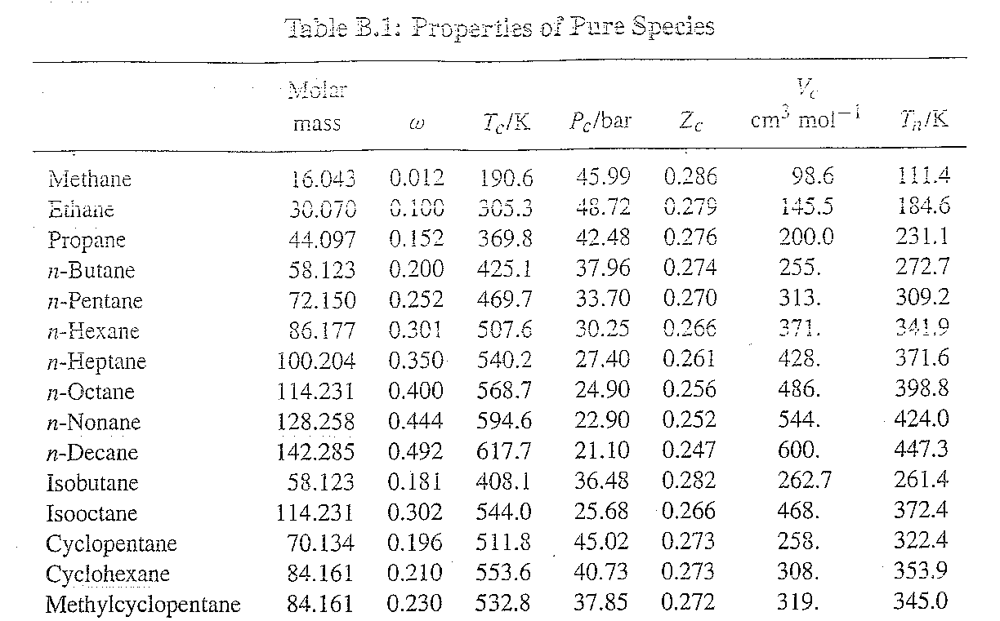 Table B.1: Properties of Pure Species
Molar mass ω Tc/K Pc/bar Zc Vc cm³ mol⁻¹ Tn/K
Methane 16.043 0.012 190.6 45.99 0.286 98.6 111.4
Ethane 30.070 0.100 305.3 48.72 0.279 145.5 184.6
Propane 44.097 0.152 369.8 42.48 0.276 200.0 231.1
n-Butane 58.123 0.200 425.1 37.96 0.274 255. 272.7
n-Pentane 72.150 0.252 469.7 33.70 0.270 313. 309.2
n-Hexane 86.177 0.301 507.6 30.25 0.266 371. 341.9
n-Heptane 100.204 0.350 540.2 27.40 0.261 428. 371.6
n-Octane 114.231 0.400 568.7 24.90 0.256 486. 398.8
n-Nonane 128.258 0.444 594.6 22.90 0.252 544. 424.0
n-Decane 142.285 0.492 617.7 21.10 0.247 600. 447.3
Isobutane 58.123 0.181 408.1 36.48 0.282 262.7 261.4
Isooctane 114.231 0.302 544.0 25.68 0.266 468. 372.4
Cyclopentane 70.134 0.196 511.8 45.02 0.273 258. 322.4
Cyclohexane 84.161 0.210 553.6 40.73 0.273 308. 353.9
Methylcyclopentane 84.161 0.230 532.8 37.85 0.272 319. 345.0